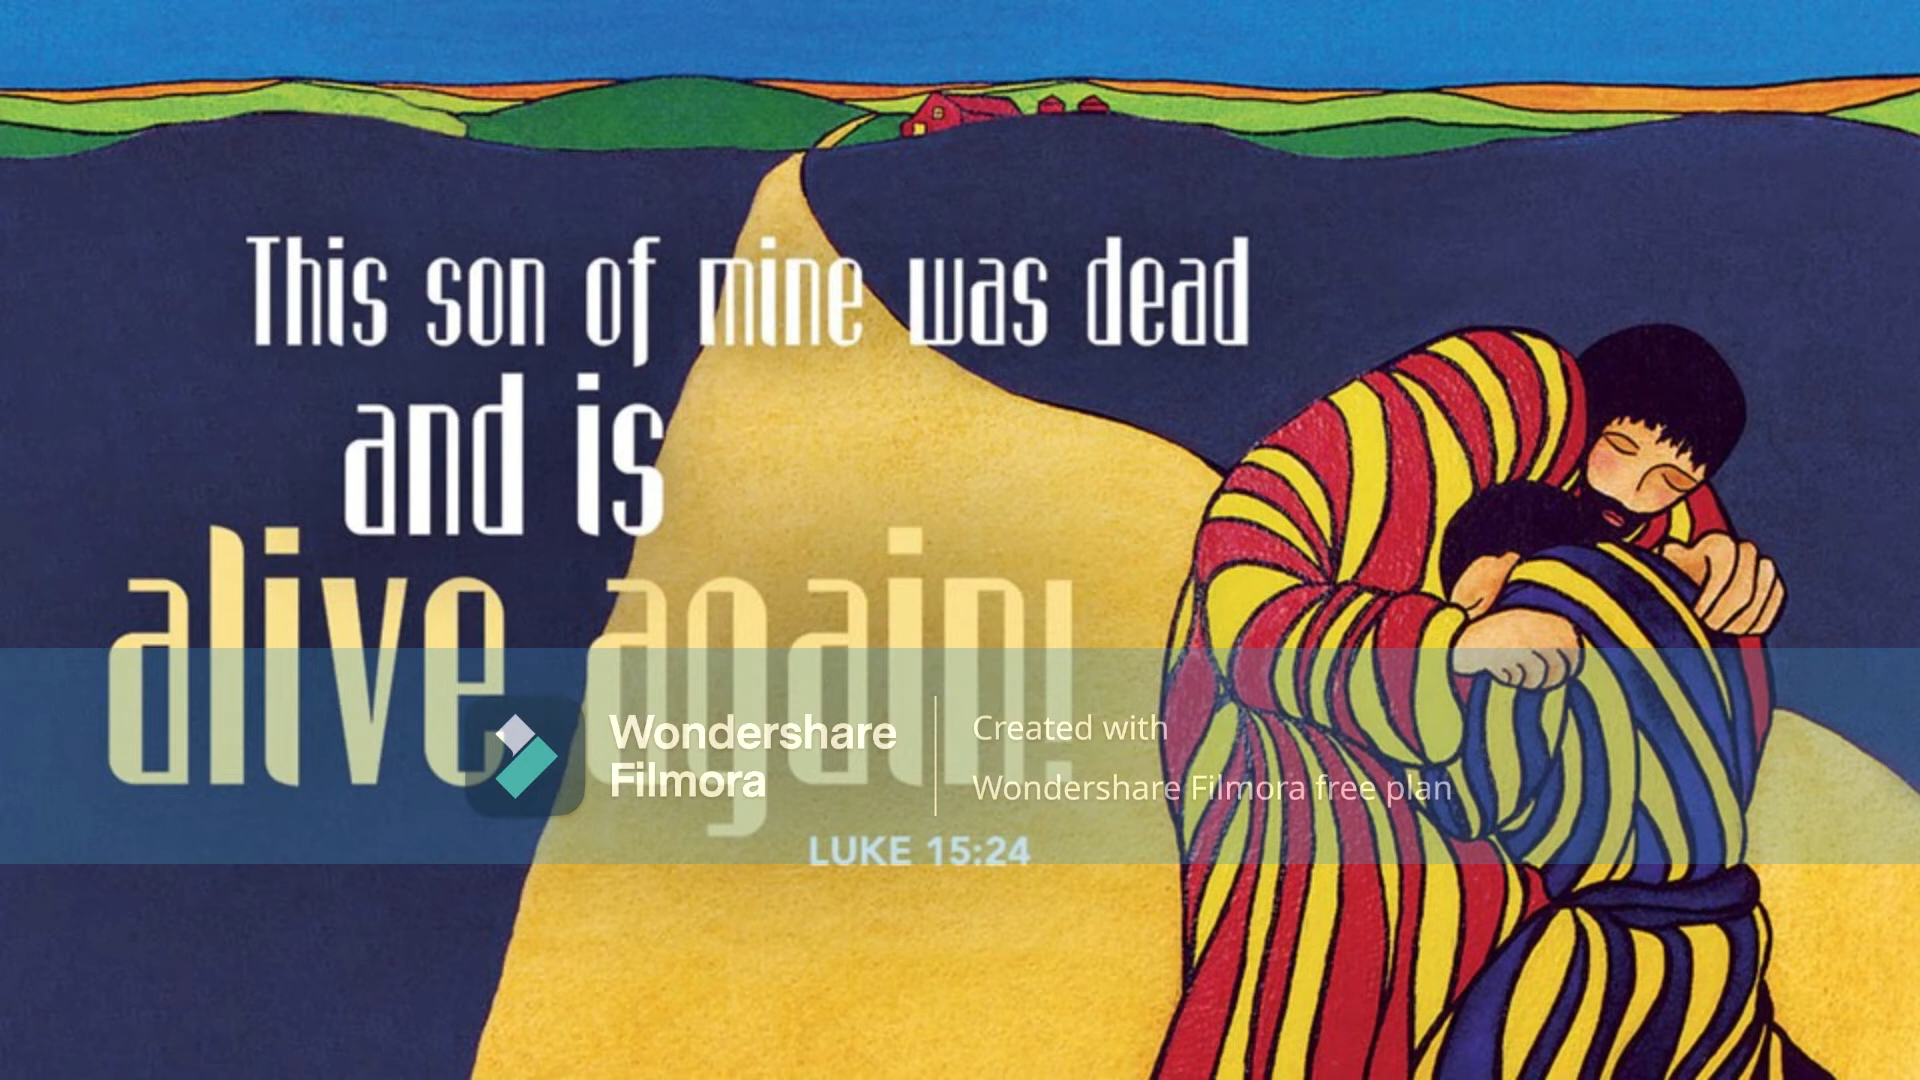 This son of mine was dead
and is
alive again!
Wondershare
Filmora
Created with
Wondershare Filmora free plan
LUKE 15:24